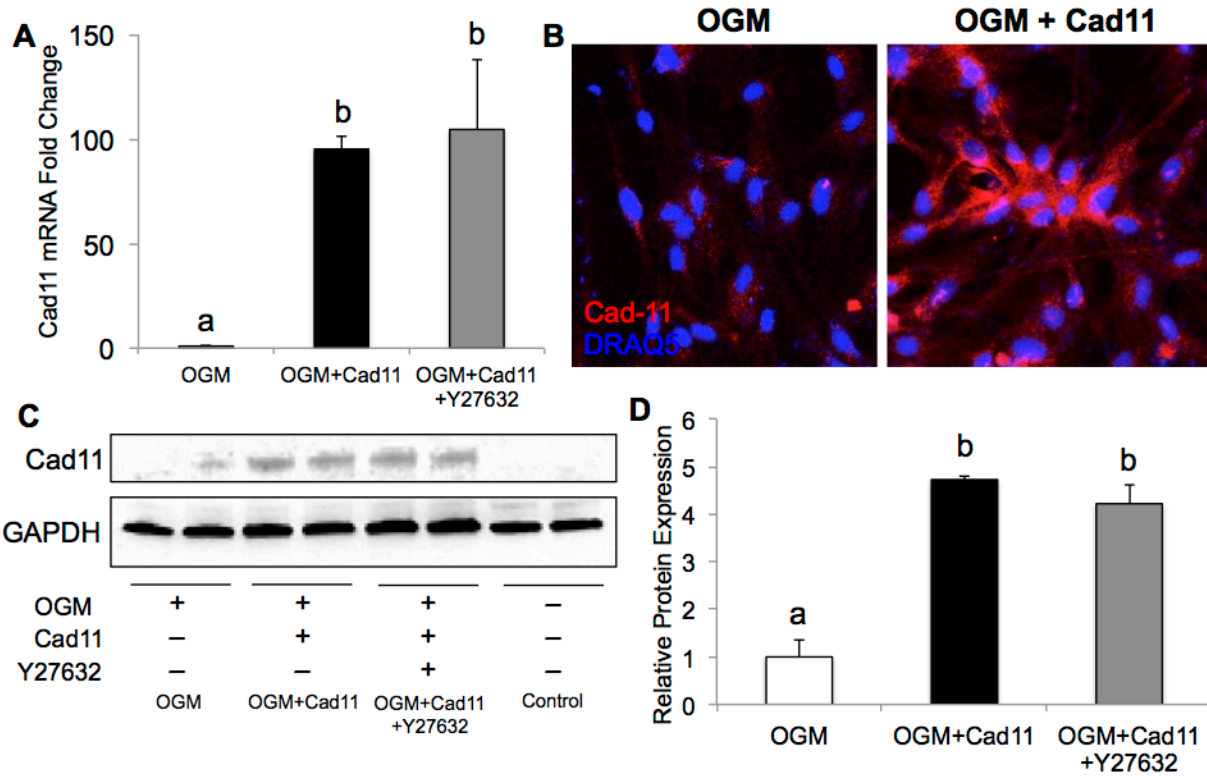 A
Cad11 mRNA Fold Change
150
100
50
0
a
b
b
OGM
OGM+Cad11
OGM+Cad11
+Y27632
B
OGM
OGM + Cad11
Cad-11
DRAQ5
C
Cad11
GAPDH
OGM + + + –
Cad11 – + + –
Y27632 – – + –
OGM
OGM+Cad11
OGM+Cad11
+Y27632
Control
D
Relative Protein Expression
6
5
4
3
2
1
0
a
b
b
OGM
OGM+Cad11
OGM+Cad11
+Y27632